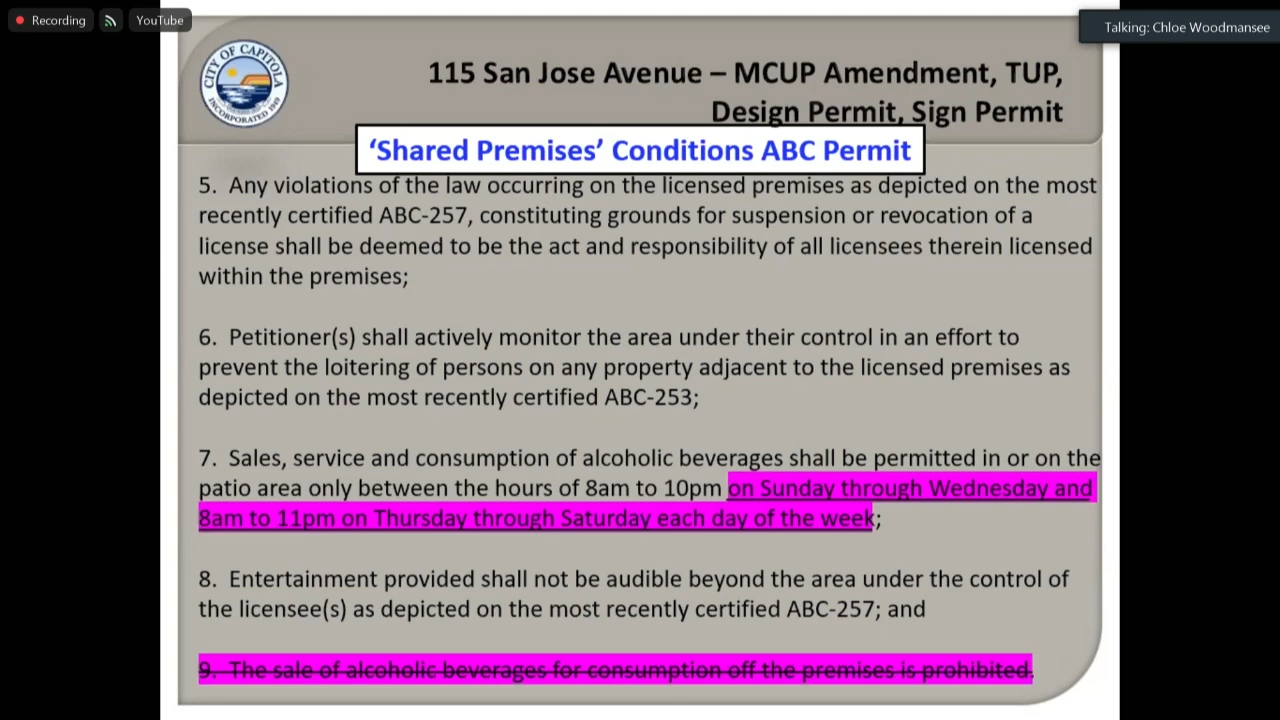 Recording
YouTube
Talking: Chloe Woodmansee
CITY OF CAPITOLA
INCORPORATED 1949
115 San Jose Avenue – MCUP Amendment, TUP,
Design Permit, Sign Permit
‘Shared Premises’ Conditions ABC Permit
5. Any violations of the law occurring on the licensed premises as depicted on the most
recently certified ABC-257, constituting grounds for suspension or revocation of a
license shall be deemed to be the act and responsibility of all licensees therein licensed
within the premises;
6. Petitioner(s) shall actively monitor the area under their control in an effort to
prevent the loitering of persons on any property adjacent to the licensed premises as
depicted on the most recently certified ABC-253;
7. Sales, service and consumption of alcoholic beverages shall be permitted in or on the
patio area only between the hours of 8am to 10pm on Sunday through Wednesday and
8am to 11pm on Thursday through Saturday each day of the week;
8. Entertainment provided shall not be audible beyond the area under the control of
the licensee(s) as depicted on the most recently certified ABC-257; and
9. The sale of alcoholic beverages for consumption off the premises is prohibited.